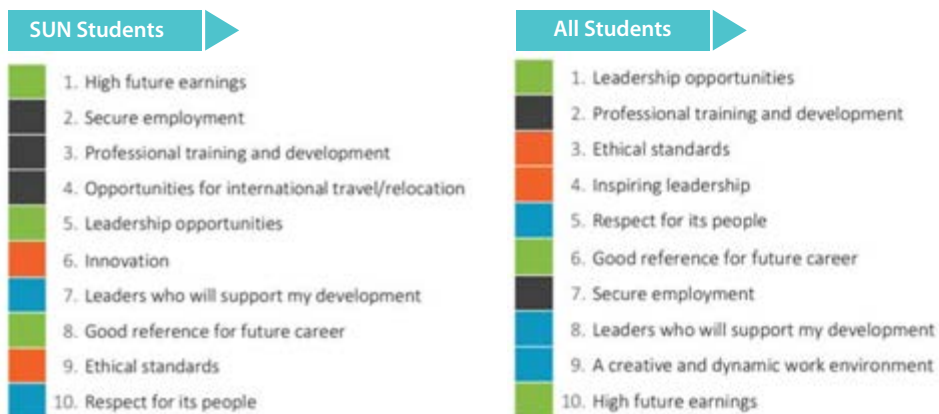 SUN Students
1. High future earnings
2. Secure employment
3. Professional training and development
4. Opportunities for international travel/relocation
5. Leadership opportunities
6. Innovation
7. Leaders who will support my development
8. Good reference for future career
9. Ethical standards
10. Respect for its people
All Students
1. Leadership opportunities
2. Professional training and development
3. Ethical standards
4. Inspiring leadership
5. Respect for its people
6. Good reference for future career
7. Secure employment
8. Leaders who will support my development
9. A creative and dynamic work environment
10. High future earnings